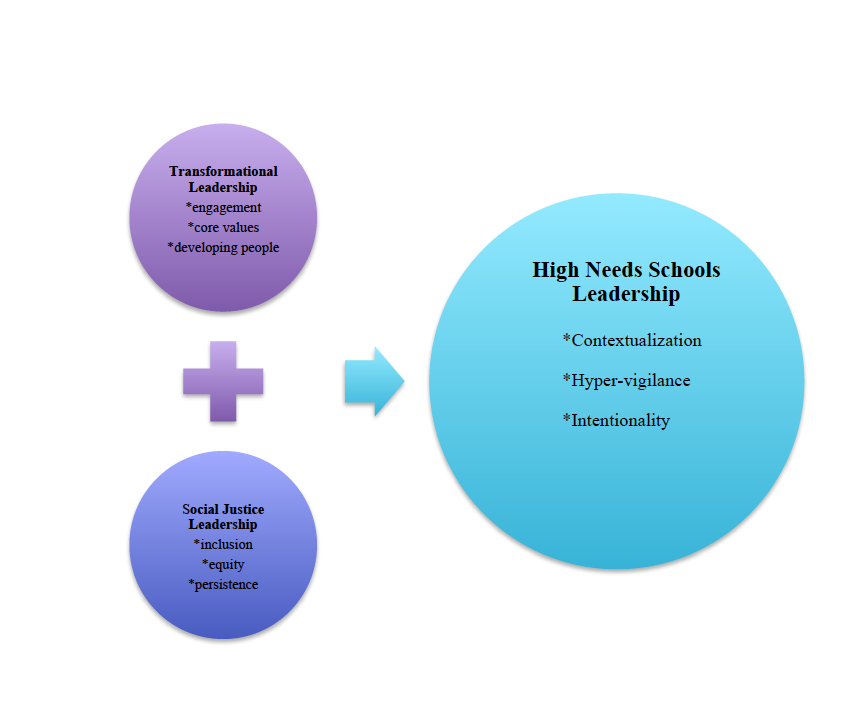 Transformational
Leadership
*engagement
*core values
*developing people
Social Justice
Leadership
*inclusion
*equity
*persistence
High Needs Schools
Leadership
*Contextualization
*Hyper-vigilance
*Intentionality